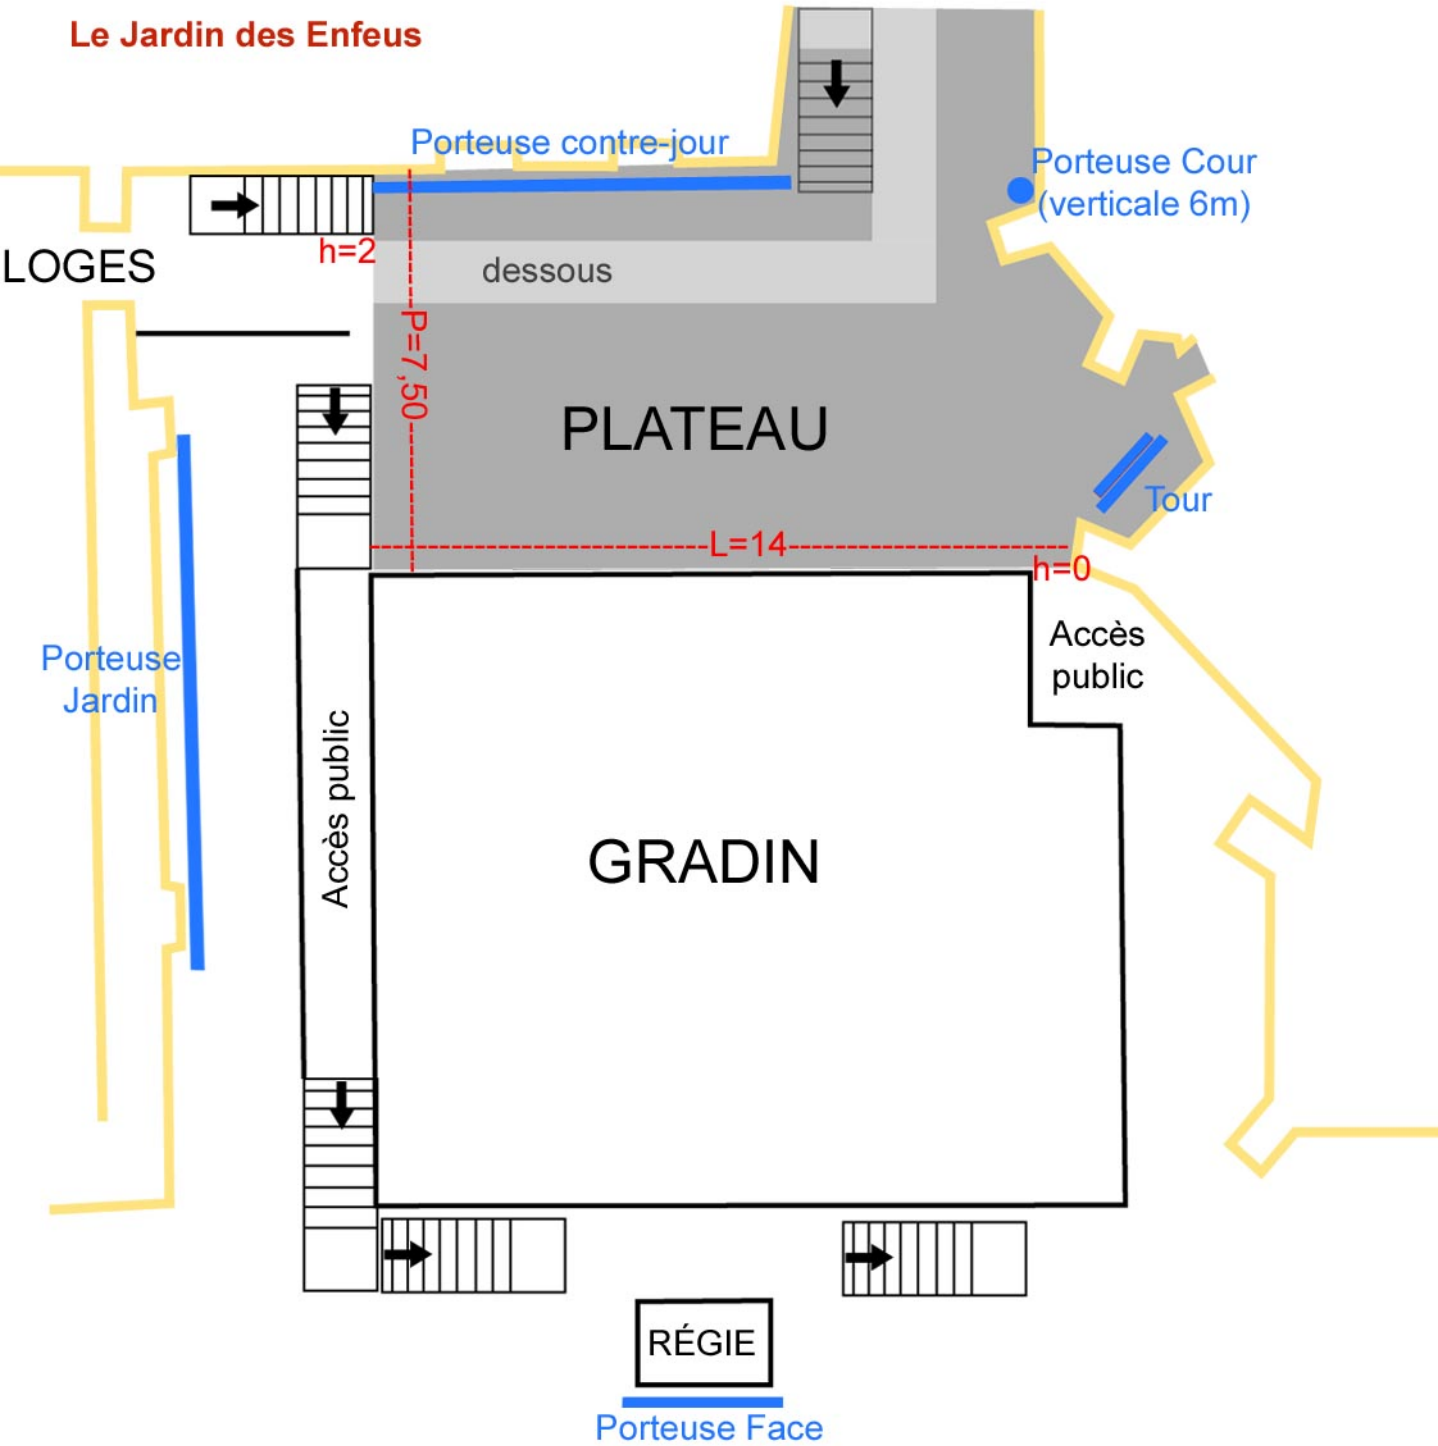 Le Jardin des Enfeus
Porteuse contre-jour
Porteuse Cour
(verticale 6m)
LOGES
h=2
dessous
P=7,50
PLATEAU
Tour
L=14
h=0
Accès
public
Porteuse
Jardin
Accès public
GRADIN
RÉGIE
Porteuse Face